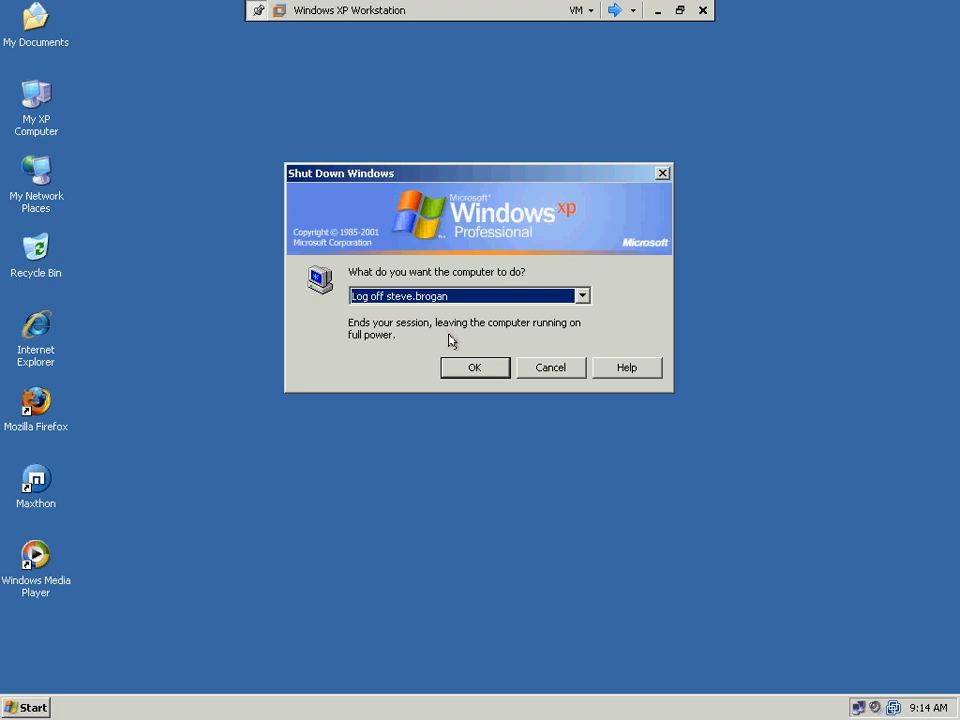 Windows XP Workstation
VM
My Documents
My XP
Computer
My Network
Places
Recycle Bin
Internet
Explorer
Mozilla Firefox
Maxthon
Windows Media
Player
Shut Down Windows
Microsoft®
Windows xp
Professional
Copyright © 1985-2001
Microsoft Corporation
Microsoft
What do you want the computer to do?
Log off steve.brogan
Ends your session, leaving the computer running on
full power.
OK
Cancel
Help
Start
9:14 AM